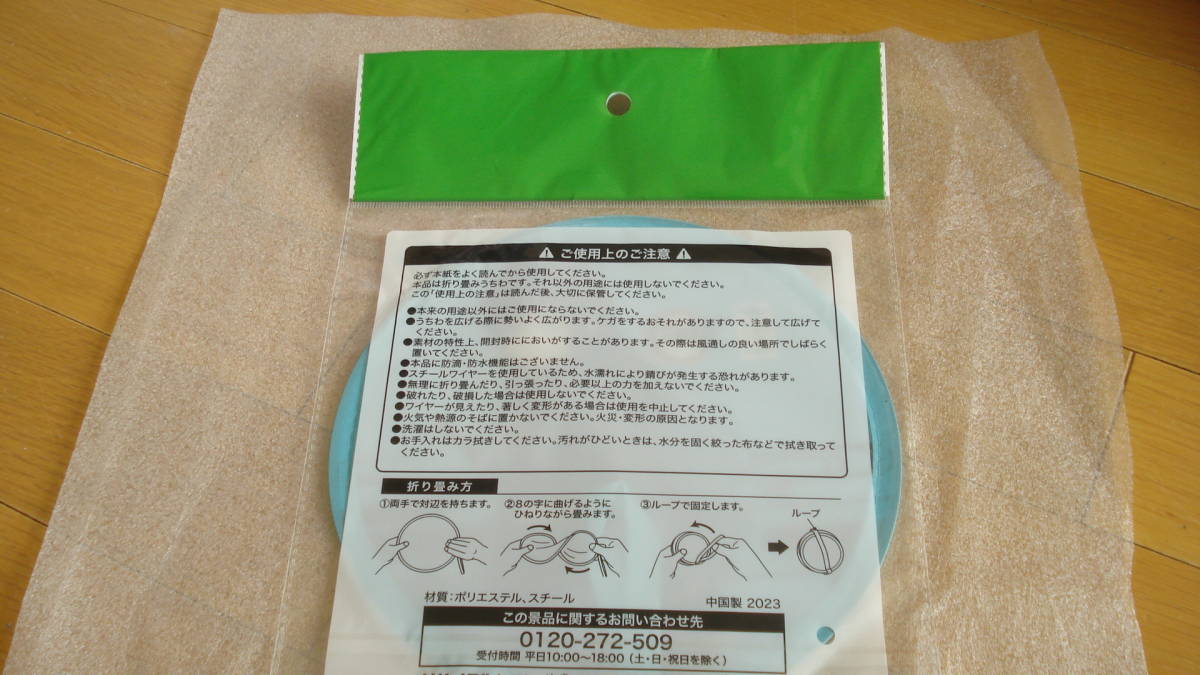 ⚠ ご使用上のご注意 ⚠
必ず本紙をよく読んでから使用してください。
本品は折り畳みうちわです。それ以外の用途には使用しないでください。
この「使用上の注意」は読んだ後、大切に保管してください。
●本来の用途以外にはご使用にならないでください。
●うちわを広げる際に勢いよく広がります。ケガをするおそれがありますので、注意して広げて
ください。
●素材の特性上、開封時ににおいがすることがあります。その際は風通しの良い場所でしばらく
置いてください。
●本品に防滴・防水機能はございません。
●スチールワイヤーを使用しているため、水濡れにより錆びが発生する恐れがあります。
●無理に折り畳んだり、引っ張ったり、必要以上の力を加えないでください。
●破れたり、破損した場合は使用しないでください。
●ワイヤーが見えたり、著しく変形がある場合は使用を中止してください。
●火気や熱源のそばに置かないでください。火災・変形の原因となります。
●洗濯はしないでください。
●お手入れはカラ拭きしてください。汚れがひどいときは、水分を固く絞った布などで拭き取って
ください。
折り畳み方
①両手で対辺を持ちます。
②8の字に曲げるように
ひねりながら畳みます。
③ループで固定します。
ループ
材質：ポリエステル、スチール
中国製 2023
この景品に関するお問い合わせ先
0120-272-509
受付時間 平日10:00～18:00（土・日・祝日を除く）